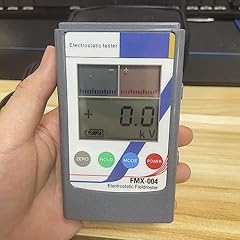 Electrostatic tester
− +
+ 0.0
kV
ZERO HOLD MODE POWER
FMX-004
Electrostatic Fieldmeter